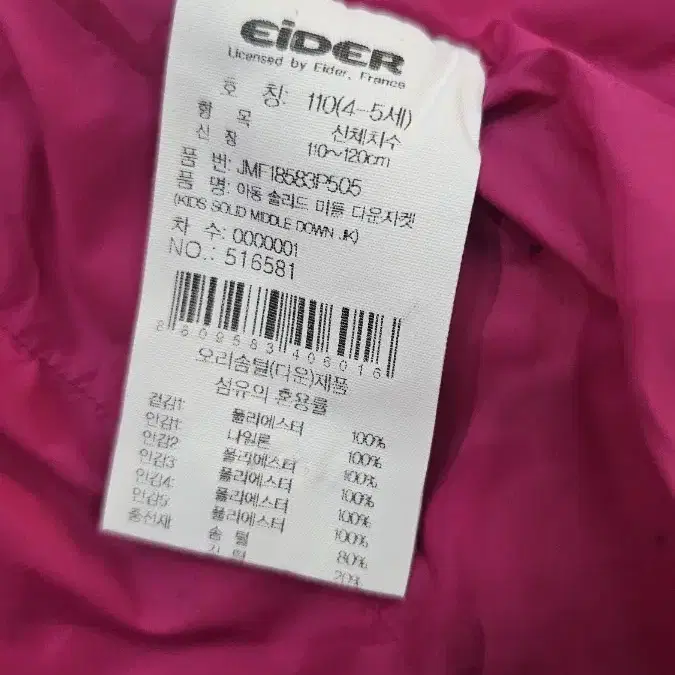 EiDER
Licensed by Eider, France
호 칭: 110(4-5세)
항 목 신체치수
신 장 110~120cm
품 번: JMF18583P505
품 명: 아동 솔리드 미들 다운자켓
(KIDS SOLID MIDDLE DOWN JK)
차 수: 0000001
NO.: 516581
8809583406016
오리솜털(다운)제품
섬유의 혼용률
겉감1: 폴리에스터 100%
안감1: 나일론 100%
안감2 폴리에스터 100%
안감3 폴리에스터 100%
안감4: 폴리에스터 100%
안감5: 폴리에스터 100%
충전재 솜 털 80%
깃 털 20%